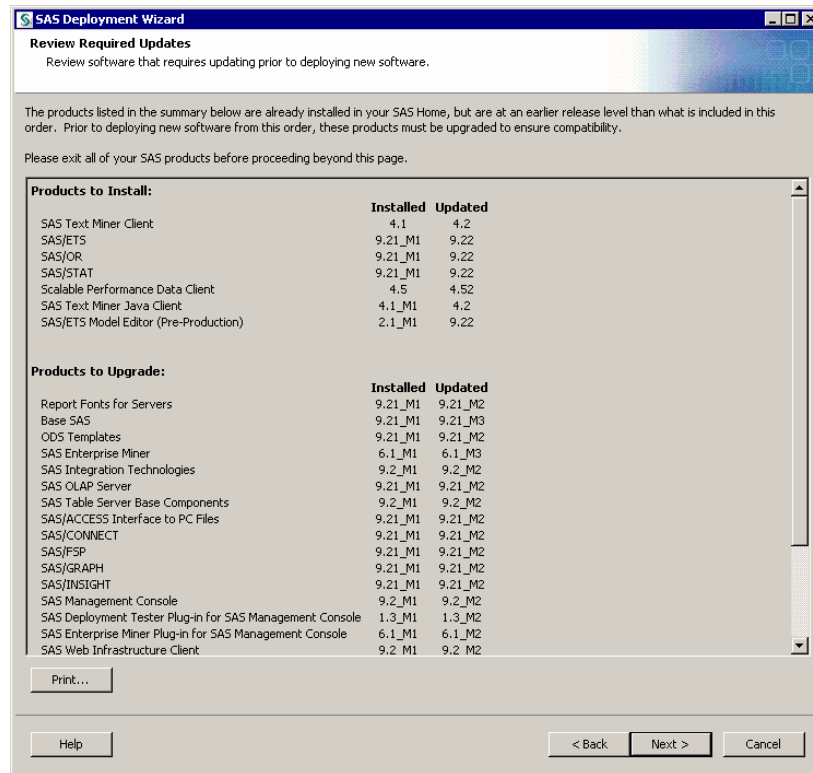 SAS Deployment Wizard
Review Required Updates
Review software that requires updating prior to deploying new software.
The products listed in the summary below are already installed in your SAS Home, but are at an earlier release level than what is included in this
order. Prior to deploying new software from this order, these products must be upgraded to ensure compatibility.
Please exit all of your SAS products before proceeding beyond this page.
Products to Install:
Installed Updated
SAS Text Miner Client 4.1 4.2
SAS/ETS 9.21_M1 9.22
SAS/OR 9.21_M1 9.22
SAS/STAT 9.21_M1 9.22
Scalable Performance Data Client 4.5 4.52
SAS Text Miner Java Client 4.1_M1 4.2
SAS/ETS Model Editor (Pre-Production) 2.1_M1 9.22
Products to Upgrade:
Installed Updated
Report Fonts for Servers 9.21_M1 9.21_M2
Base SAS 9.21_M1 9.21_M3
ODS Templates 9.21_M1 9.21_M2
SAS Enterprise Miner 6.1_M1 6.1_M3
SAS Integration Technologies 9.2_M1 9.2_M2
SAS OLAP Server 9.21_M1 9.21_M2
SAS Table Server Base Components 9.2_M1 9.2_M2
SAS/ACCESS Interface to PC Files 9.21_M1 9.21_M2
SAS/CONNECT 9.21_M1 9.21_M2
SAS/FSP 9.21_M1 9.21_M2
SAS/GRAPH 9.21_M1 9.21_M2
SAS/INSIGHT 9.21_M1 9.21_M2
SAS Management Console 9.2_M1 9.2_M2
SAS Deployment Tester Plug-in for SAS Management Console 1.3_M1 1.3_M2
SAS Enterprise Miner Plug-in for SAS Management Console 6.1_M1 6.1_M2
SAS Web Infrastructure Client 9.2_M1 9.2_M2
Print...
Help < Back Next > Cancel